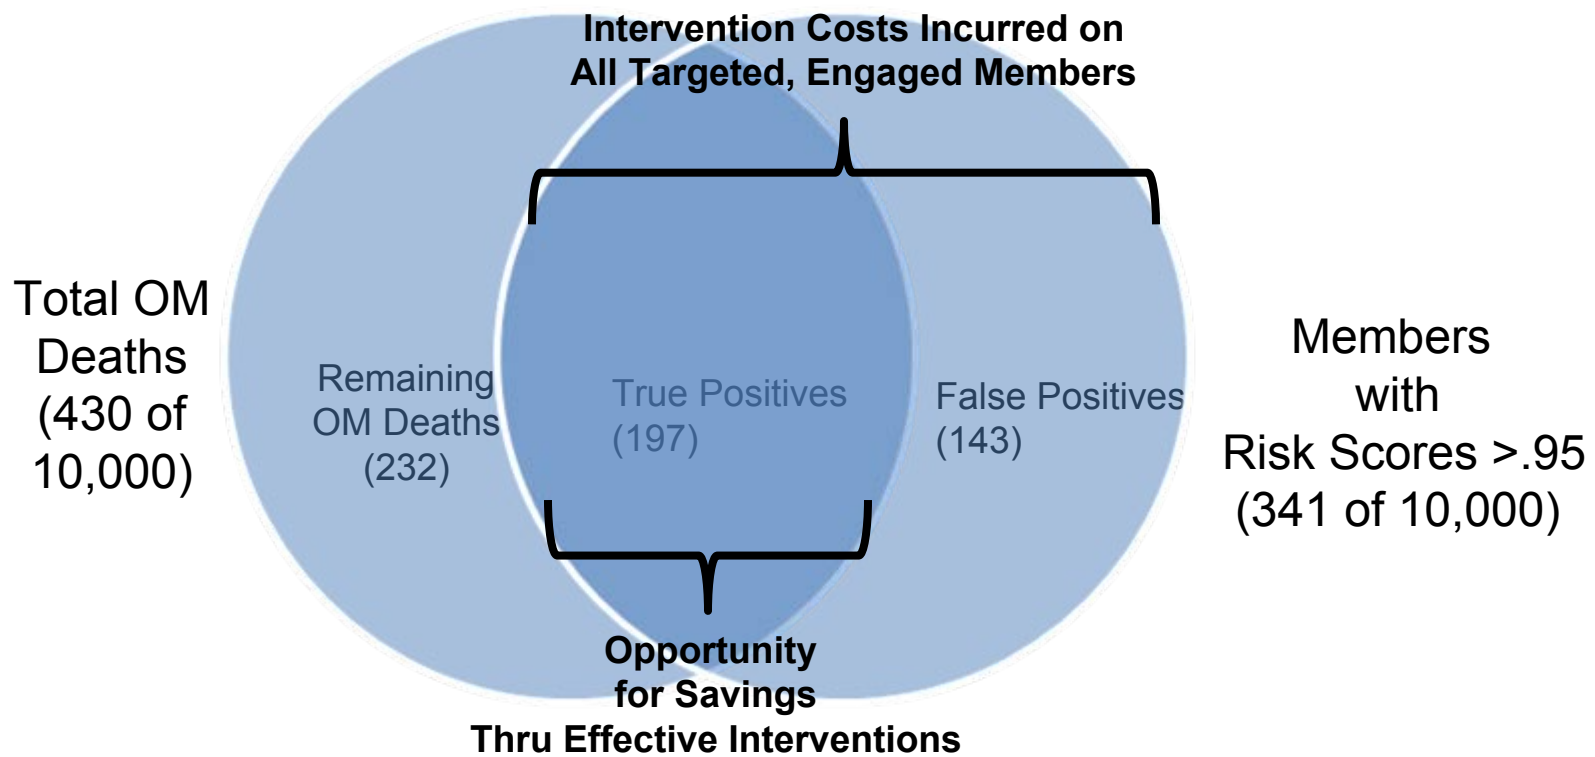 Intervention Costs Incurred on
All Targeted, Engaged Members
Total OM
Deaths
(430 of
10,000)
Remaining
OM Deaths
(232)
True Positives
(197)
False Positives
(143)
Members
with
Risk Scores >.95
(341 of 10,000)
Opportunity
for Savings
Thru Effective Interventions